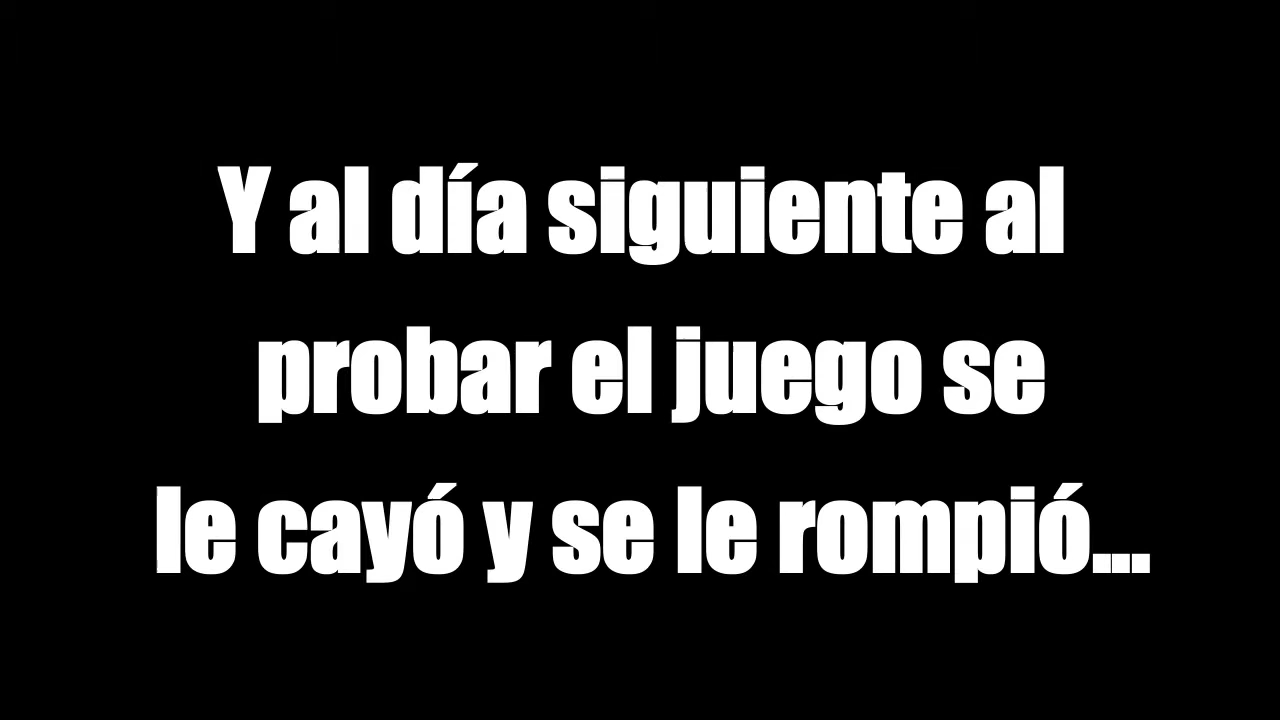 Y al día siguiente al
probar el juego se
le cayó y se le rompió...